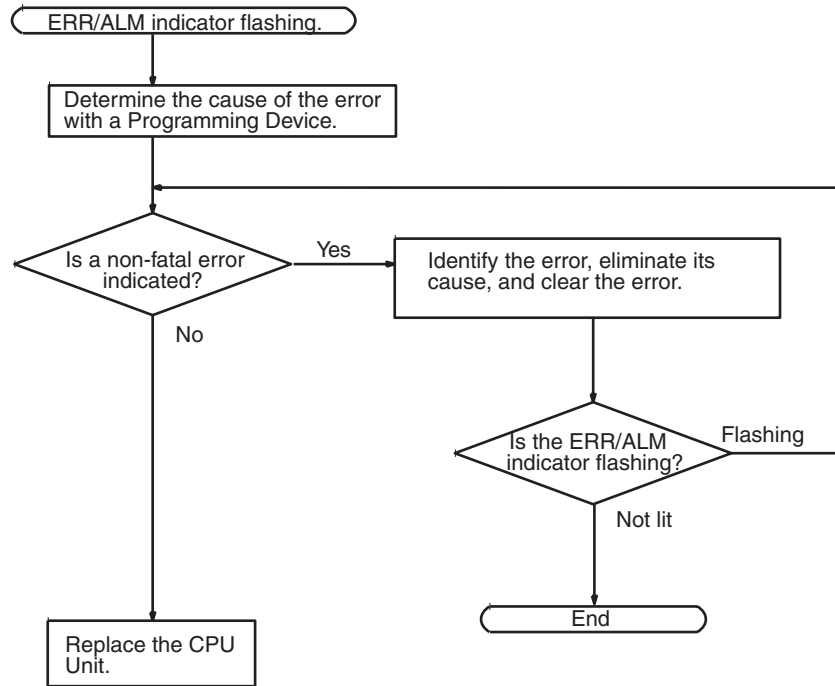 ERR/ALM indicator flashing.
Determine the cause of the error
with a Programming Device.
Is a non-fatal error
indicated?
Yes
Identify the error, eliminate its
cause, and clear the error.
No
Is the ERR/ALM
indicator flashing?
Flashing
Not lit
End
Replace the CPU
Unit.